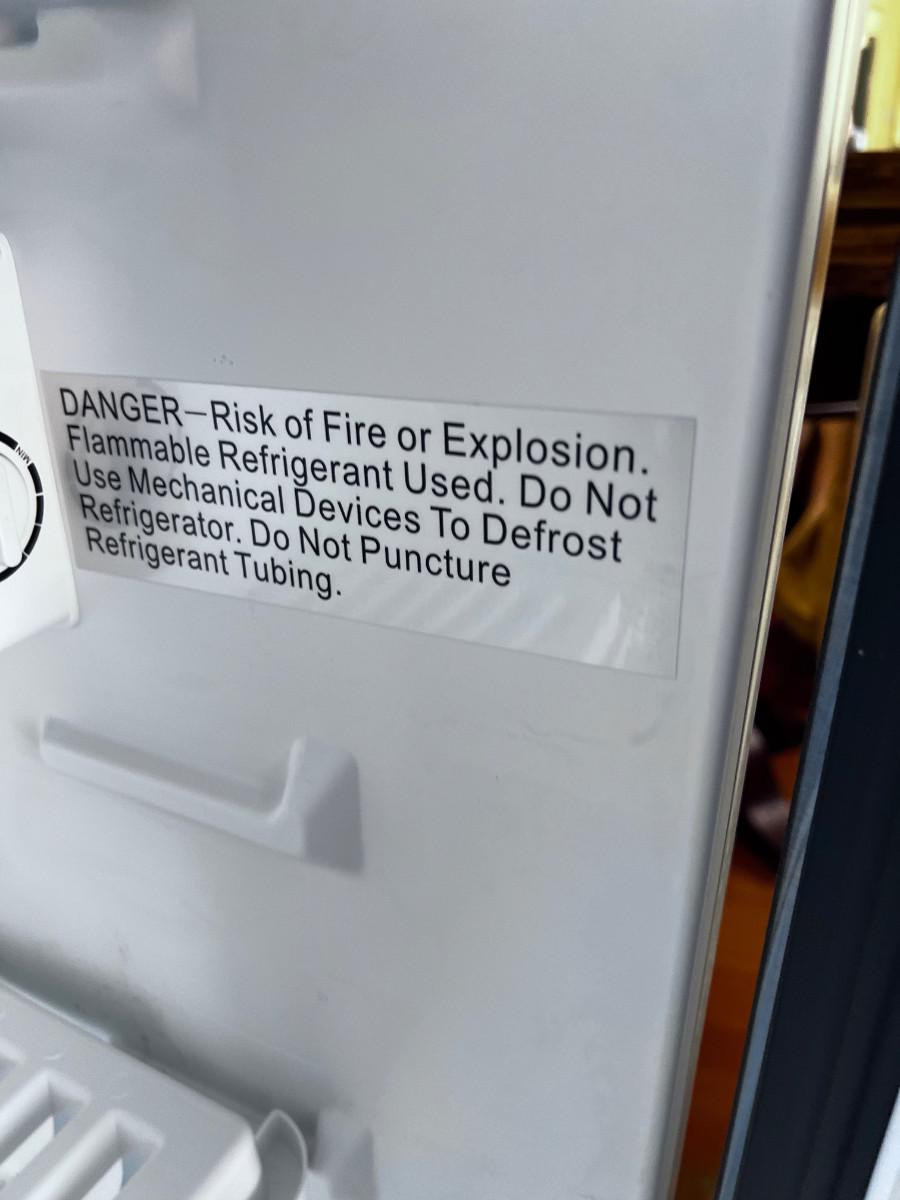 DANGER—Risk of Fire or Explosion.
Flammable Refrigerant Used. Do Not
Use Mechanical Devices To Defrost
Refrigerator. Do Not Puncture
Refrigerant Tubing.
MIN